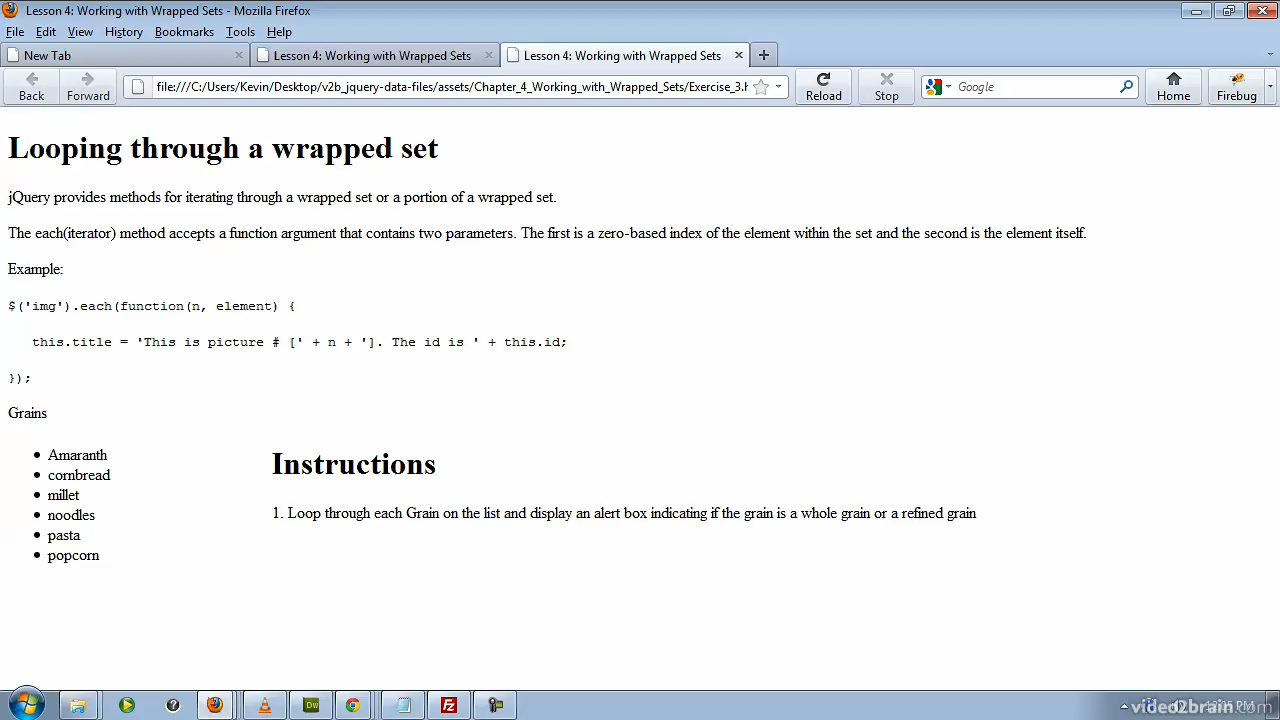 Lesson 4: Working with Wrapped Sets - Mozilla Firefox
File Edit View History Bookmarks Tools Help
New Tab
Lesson 4: Working with Wrapped Sets
Lesson 4: Working with Wrapped Sets
Back Forward file:///C:/Users/Kevin/Desktop/v2b_jquery-data-files/assets/Chapter_4_Working_with_Wrapped_Sets/Exercise_3.h Reload Stop Google Home Firebug
Looping through a wrapped set
jQuery provides methods for iterating through a wrapped set or a portion of a wrapped set.
The each(iterator) method accepts a function argument that contains two parameters. The first is a zero-based index of the element within the set and the second is the element itself.
Example:
$('img').each(function(n, element) {
this.title = 'This is picture # [' + n + ']. The id is ' + this.id;
});
Grains
Amaranth
cornbread
millet
noodles
pasta
popcorn
Instructions
1. Loop through each Grain on the list and display an alert box indicating if the grain is a whole grain or a refined grain
Dw
Fz
video2brain.com